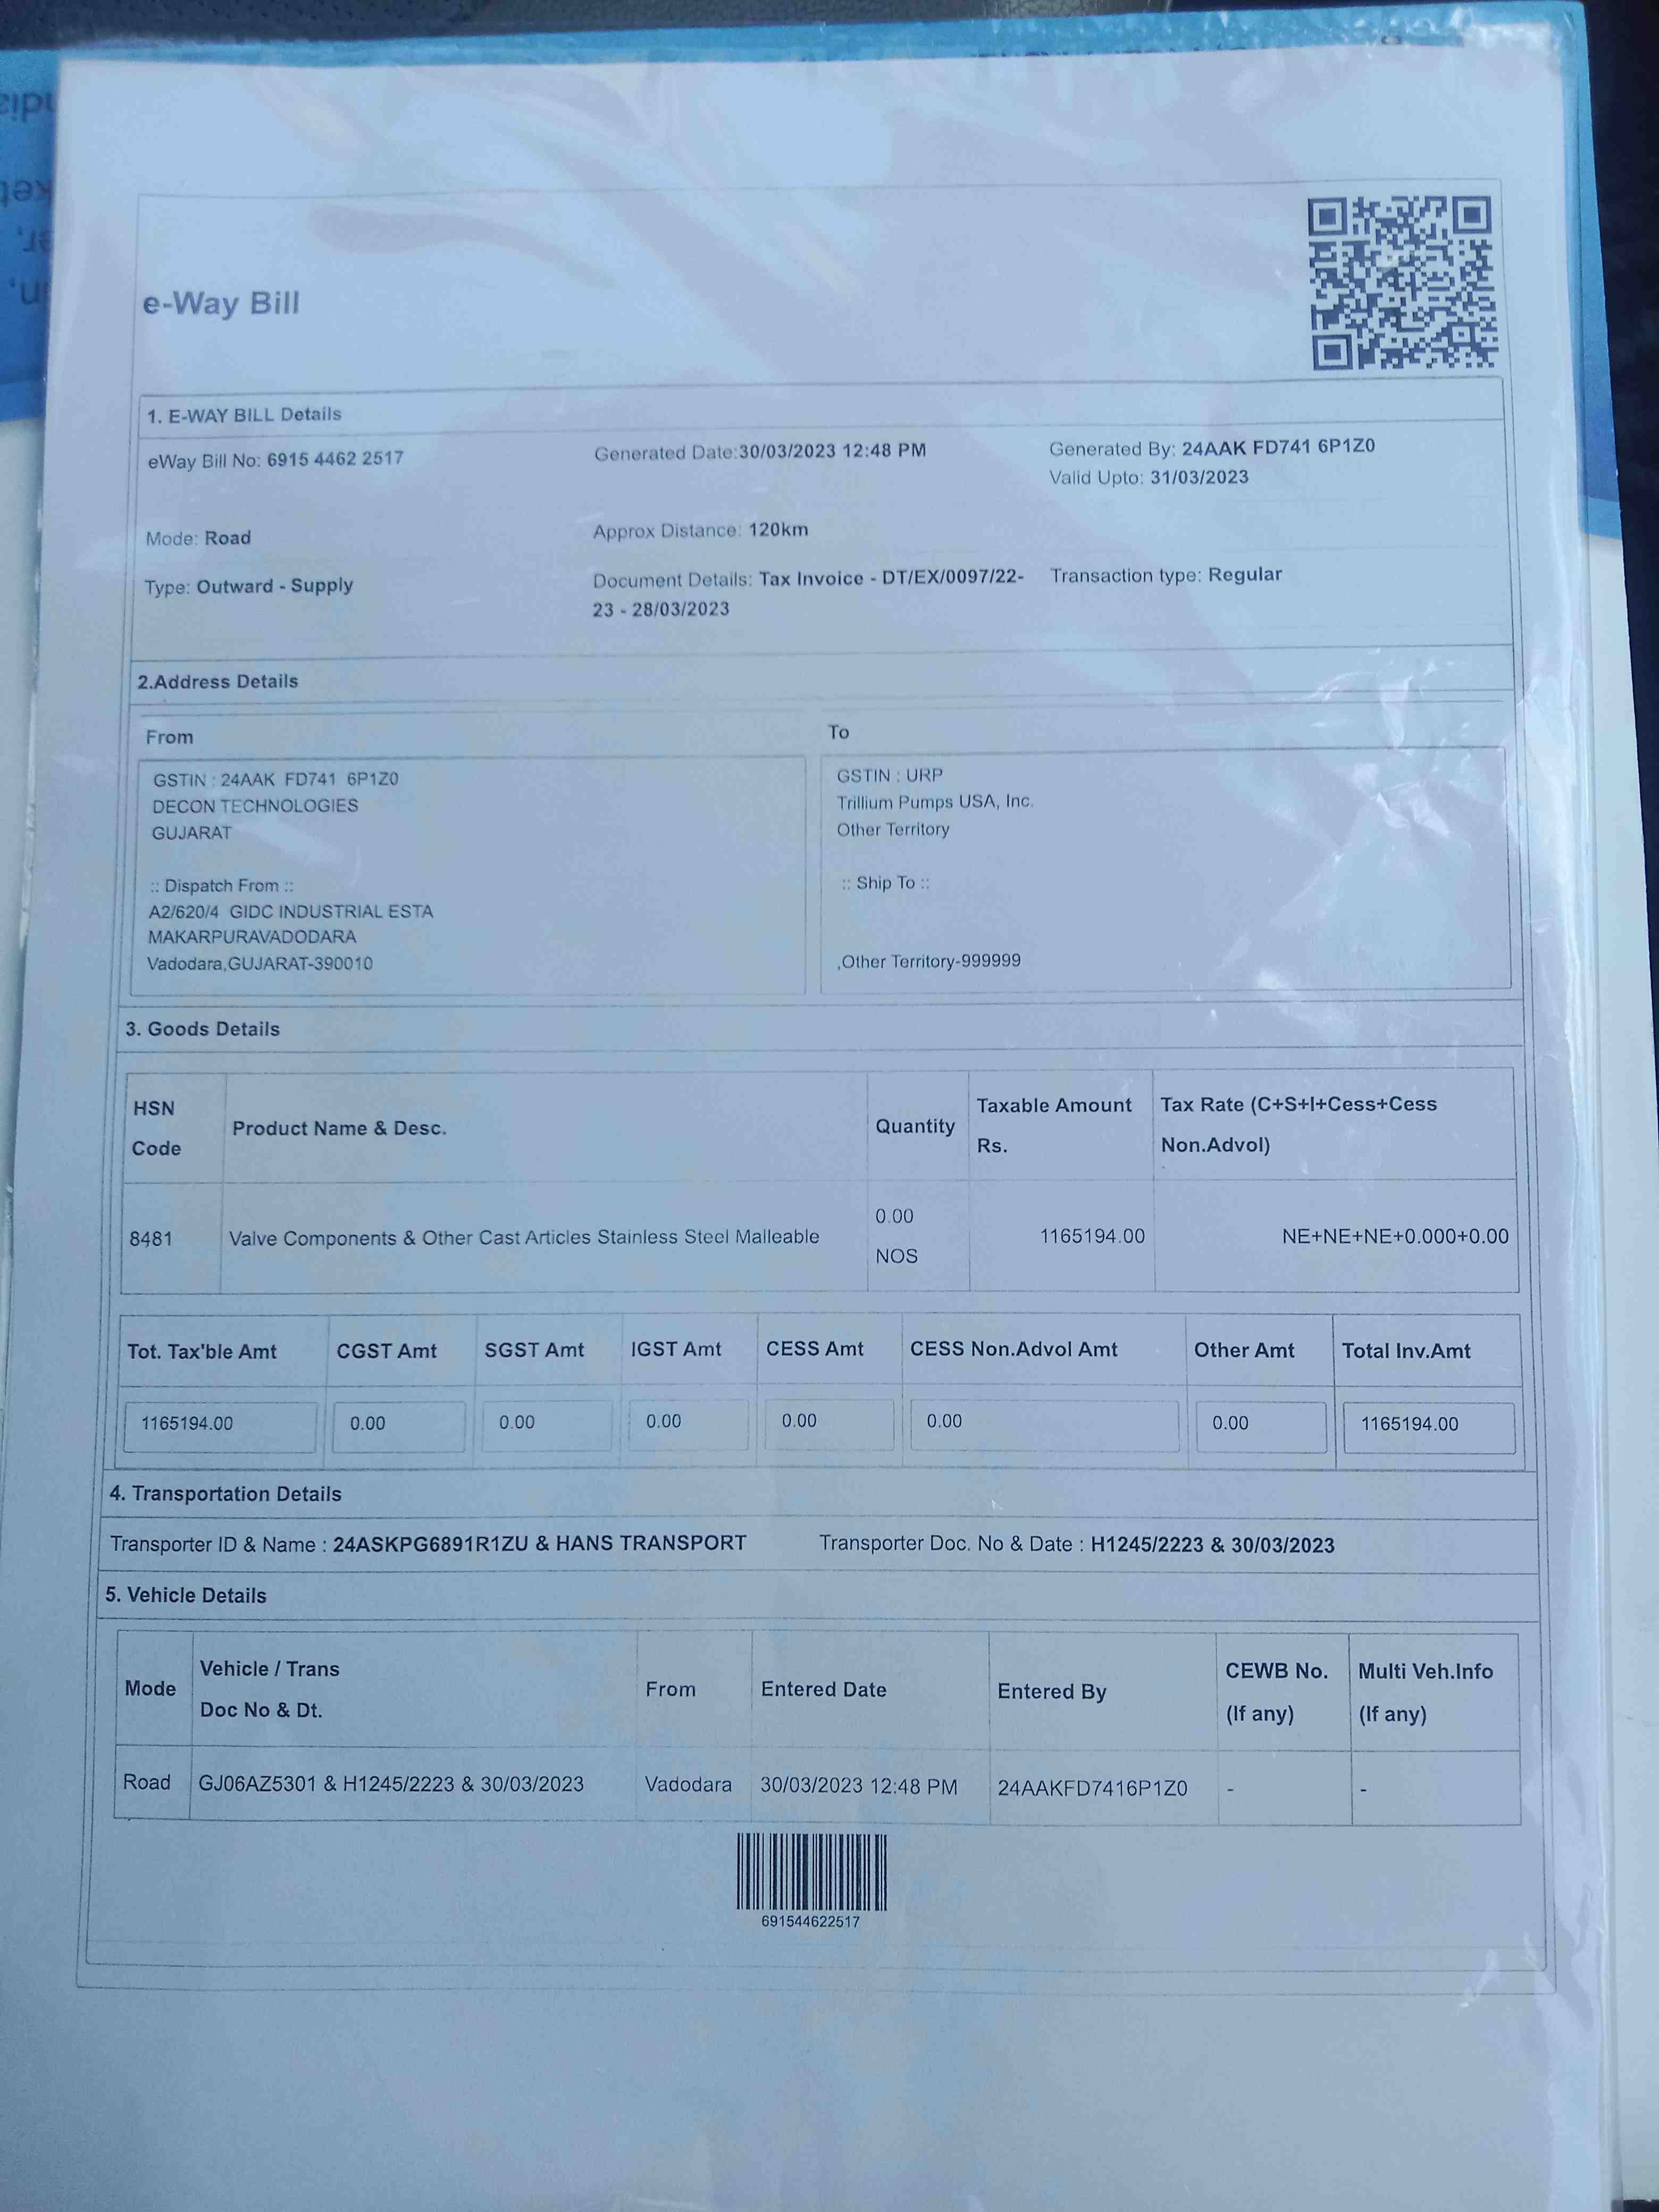 e-Way Bill
1. E-WAY BILL Details
eWay Bill No: 6915 4462 2517 Generated Date:30/03/2023 12:48 PM Generated By: 24AAK FD741 6P1Z0
Valid Upto: 31/03/2023
Mode: Road Approx Distance: 120km
Type: Outward - Supply Document Details: Tax Invoice - DT/EX/0097/22- Transaction type: Regular
23 - 28/03/2023
2.Address Details
From
GSTIN : 24AAK FD741 6P1Z0
DECON TECHNOLOGIES
GUJARAT
:: Dispatch From ::
A2/620/4 GIDC INDUSTRIAL ESTA
MAKARPURAVADODARA
Vadodara,GUJARAT-390010
To
GSTIN : URP
Trillium Pumps USA, Inc.
Other Territory
:: Ship To ::
,Other Territory-999999
3. Goods Details
HSN Code Product Name & Desc. Quantity Taxable Amount Rs. Tax Rate (C+S+I+Cess+Cess Non.Advol)
8481 Valve Components & Other Cast Articles Stainless Steel Malleable 0.00 NOS 1165194.00 NE+NE+NE+0.000+0.00
Tot. Tax'ble Amt CGST Amt SGST Amt IGST Amt CESS Amt CESS Non.Advol Amt Other Amt Total Inv.Amt
1165194.00 0.00 0.00 0.00 0.00 0.00 0.00 1165194.00
4. Transportation Details
Transporter ID & Name : 24ASKPG6891R1ZU & HANS TRANSPORT Transporter Doc. No & Date : H1245/2223 & 30/03/2023
5. Vehicle Details
Mode Vehicle / Trans Doc No & Dt. From Entered Date Entered By CEWB No. (If any) Multi Veh.Info (If any)
Road GJ06AZ5301 & H1245/2223 & 30/03/2023 Vadodara 30/03/2023 12:48 PM 24AAKFD7416P1Z0 - -
691544622517